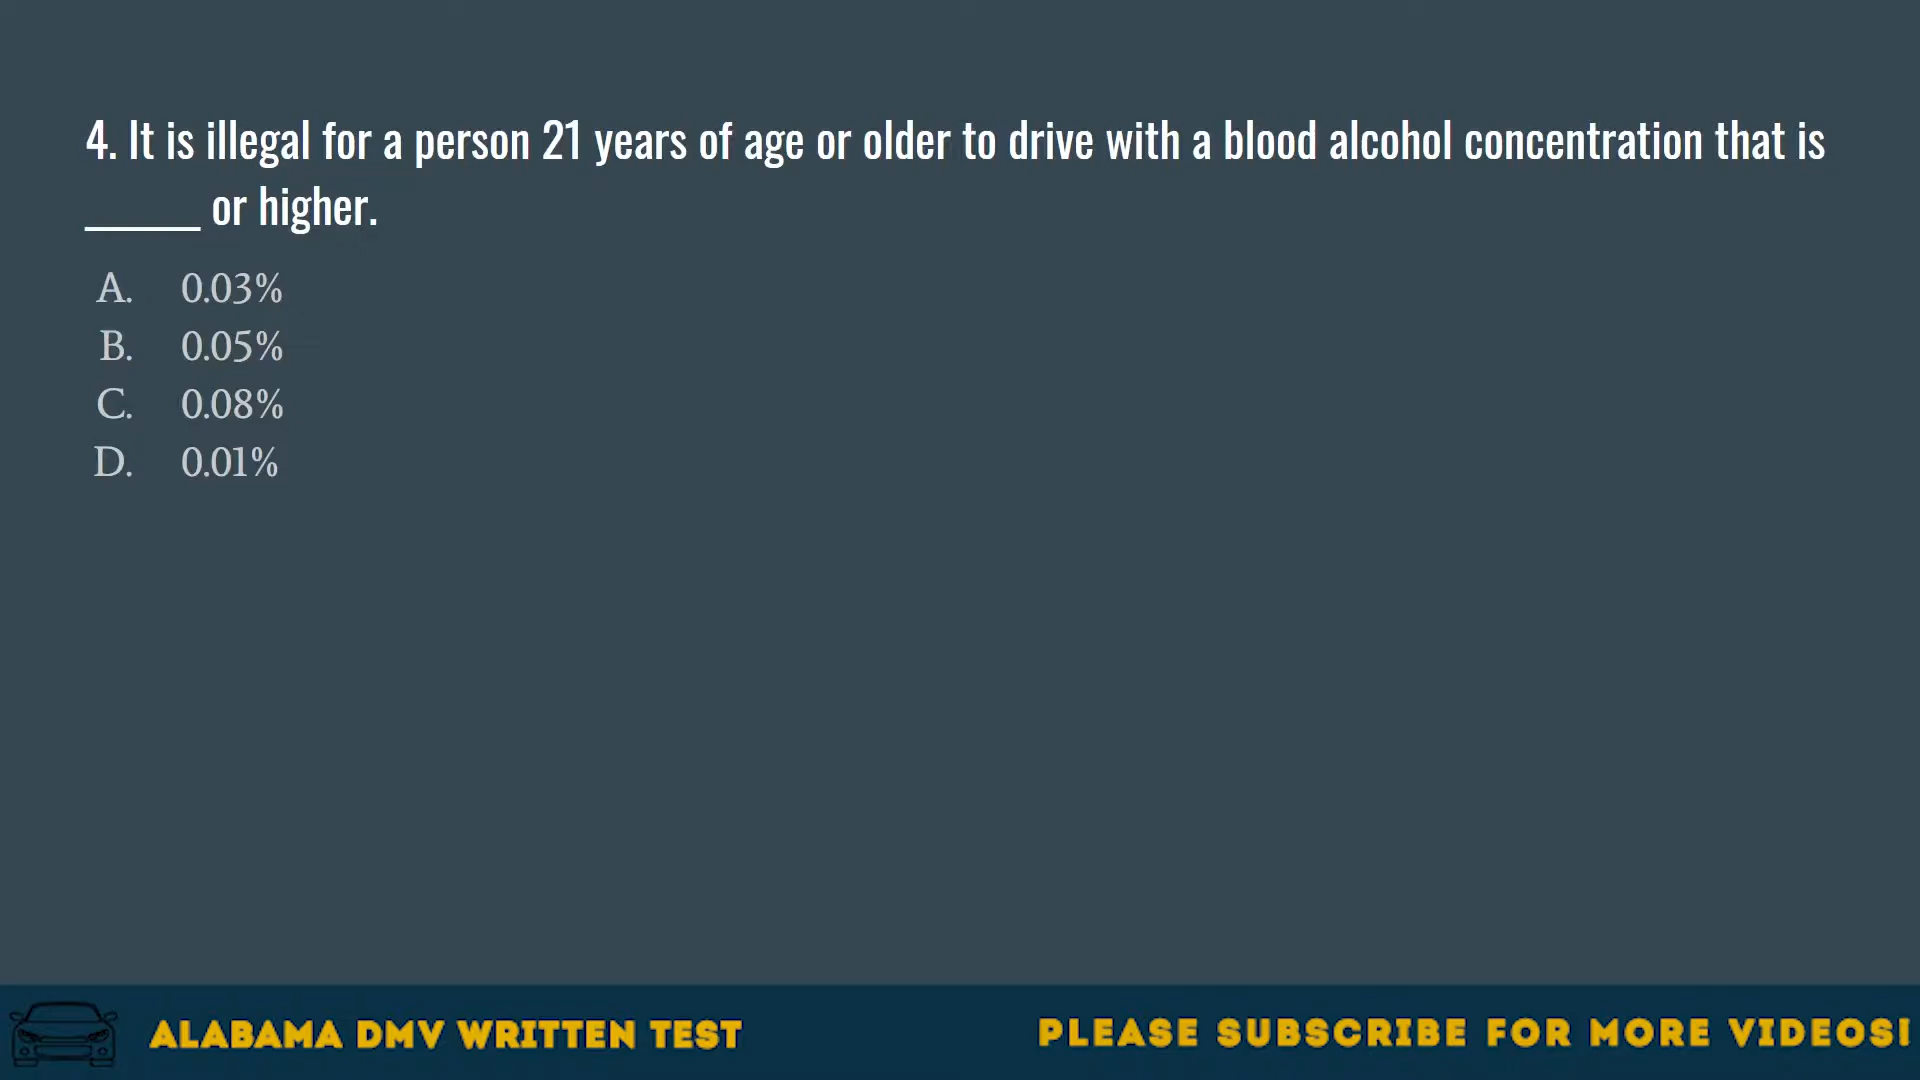 4. It is illegal for a person 21 years of age or older to drive with a blood alcohol concentration that is
______ or higher.
A. 0.03%
B. 0.05%
C. 0.08%
D. 0.01%
ALABAMA DMV WRITTEN TEST
PLEASE SUBSCRIBE FOR MORE VIDEOS!